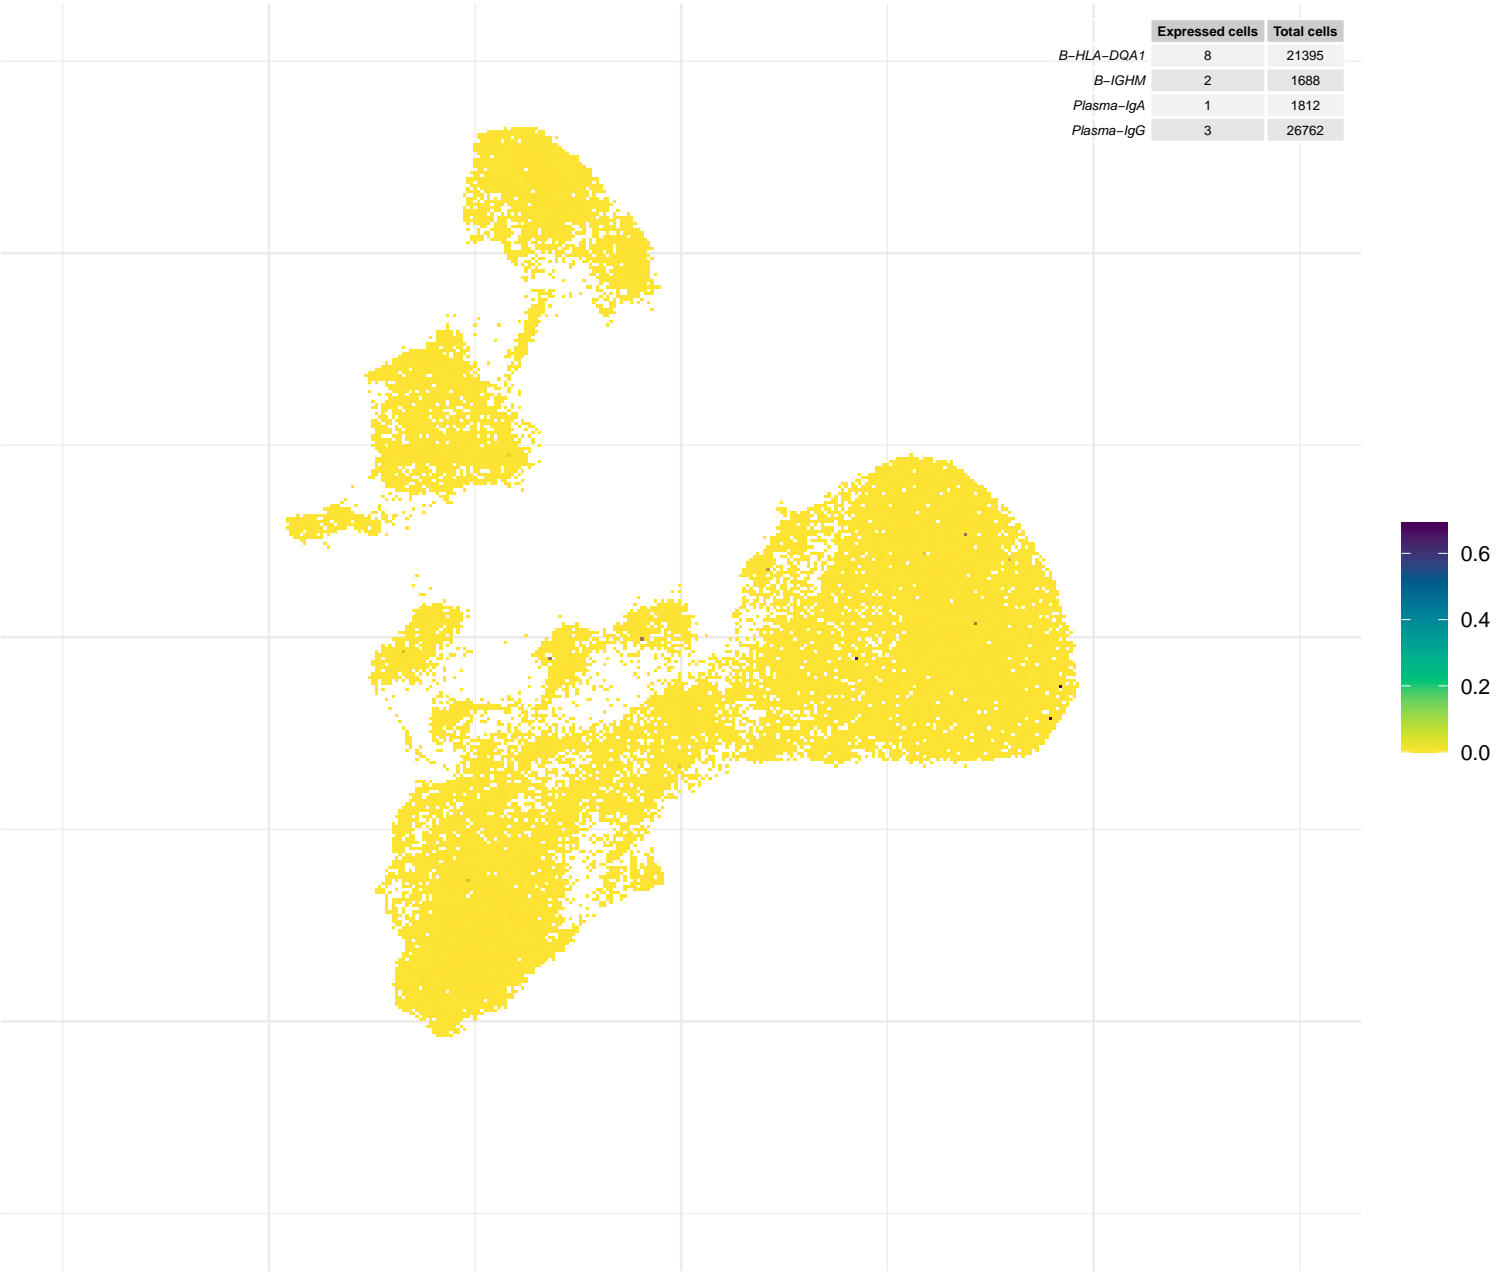 Expressed cells Total cells
B−HLA−DQA1 8 21395
B−IGHM 2 1688
Plasma−IgA 1 1812
Plasma−IgG 3 26762
0.6
0.4
0.2
0.0